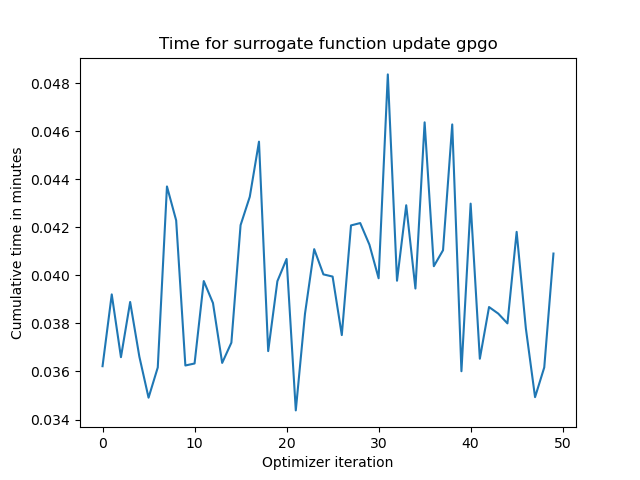 Time for surrogate function update gpgo
Cumulative time in minutes
0.048
0.046
0.044
0.042
0.040
0.038
0.036
0.034
0 10 20 30 40 50
Optimizer iteration